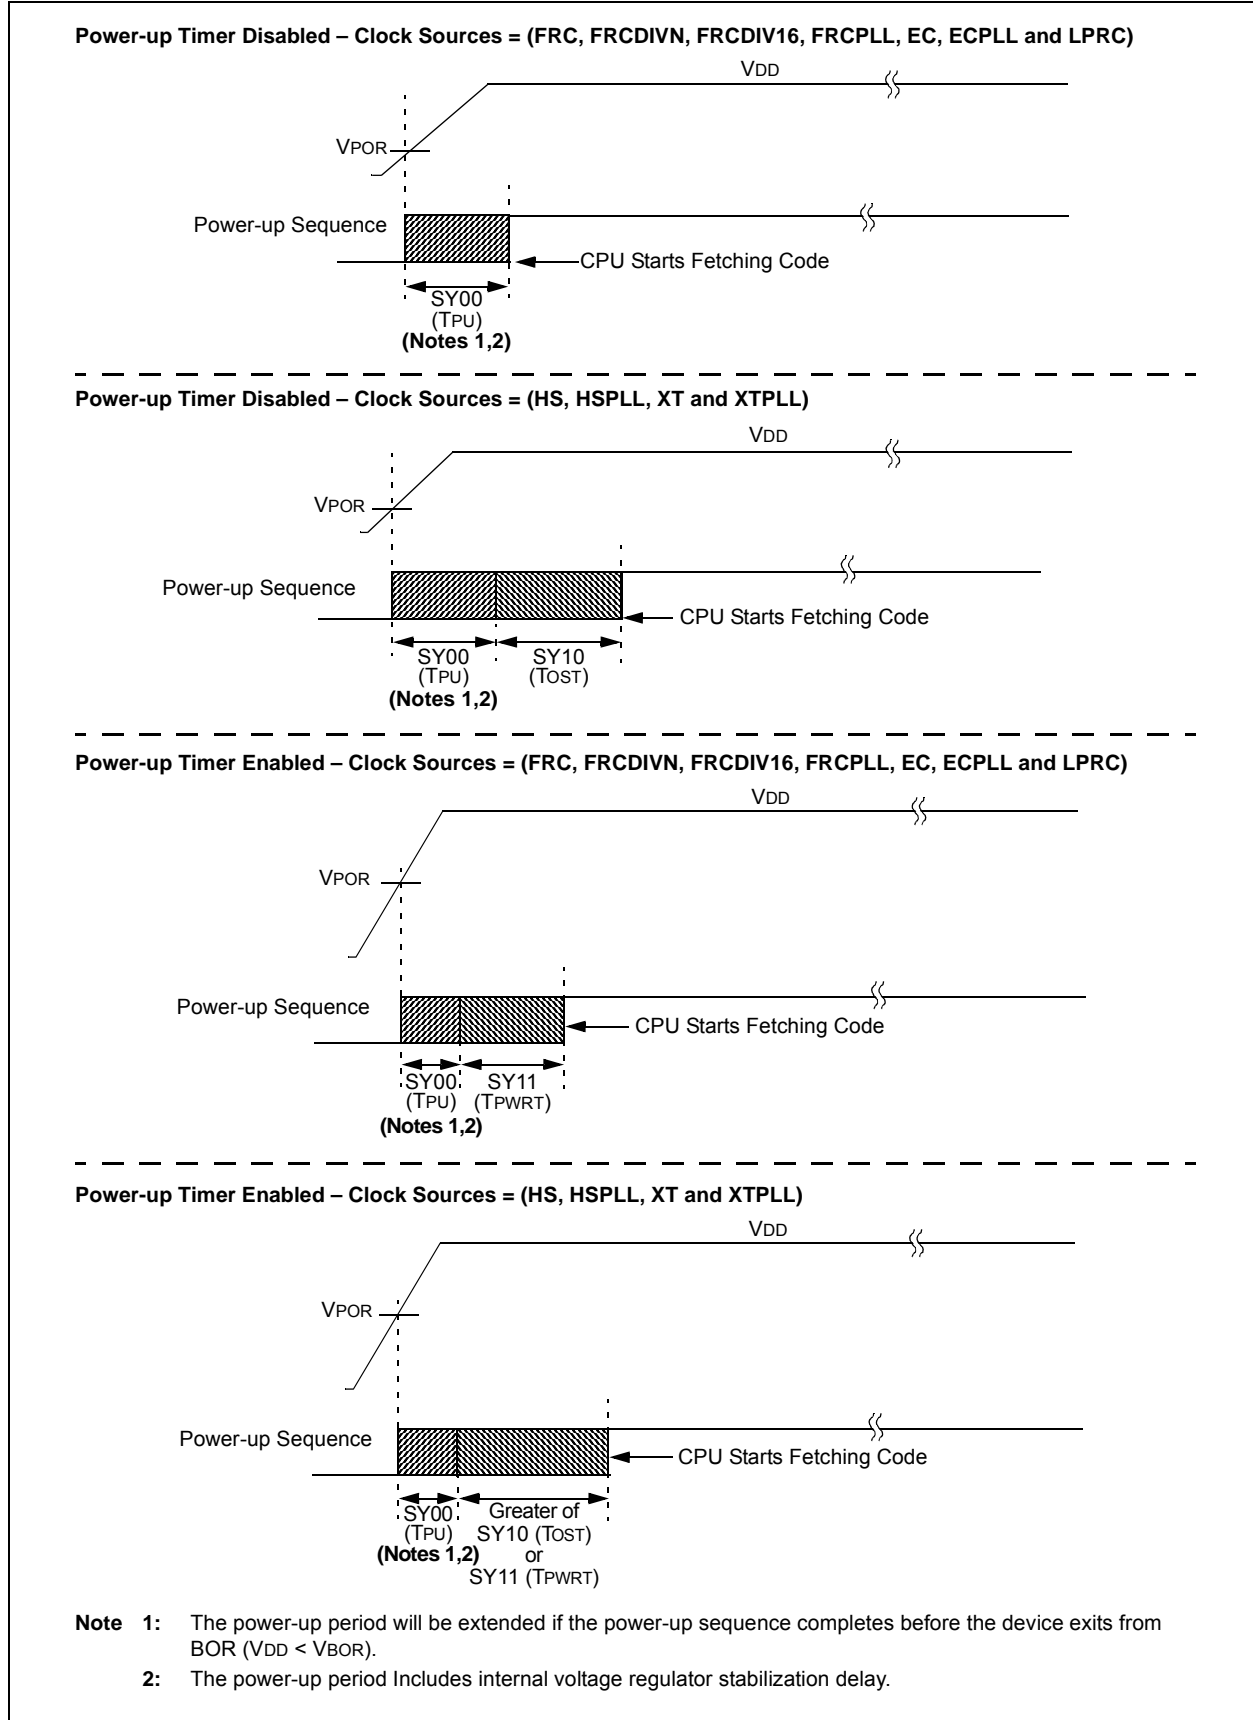 Power-up Timer Disabled – Clock Sources = (FRC, FRCDIVN, FRCDIV16, FRCPLL, EC, ECPLL and LPRC)
VDD
VPOR
Power-up Sequence
CPU Starts Fetching Code
SY00
(TPU)
(Notes 1,2)
Power-up Timer Disabled – Clock Sources = (HS, HSPLL, XT and XTPLL)
VDD
VPOR
Power-up Sequence
CPU Starts Fetching Code
SY00 SY10
(TPU) (TOST)
(Notes 1,2)
Power-up Timer Enabled – Clock Sources = (FRC, FRCDIVN, FRCDIV16, FRCPLL, EC, ECPLL and LPRC)
VDD
VPOR
Power-up Sequence
CPU Starts Fetching Code
SY00 SY11
(TPU) (TPWRT)
(Notes 1,2)
Power-up Timer Enabled – Clock Sources = (HS, HSPLL, XT and XTPLL)
VDD
VPOR
Power-up Sequence
CPU Starts Fetching Code
SY00 Greater of
(TPU) SY10 (TOST)
(Notes 1,2) or
SY11 (TPWRT)
Note 1: The power-up period will be extended if the power-up sequence completes before the device exits from
BOR (VDD < VBOR).
2: The power-up period Includes internal voltage regulator stabilization delay.